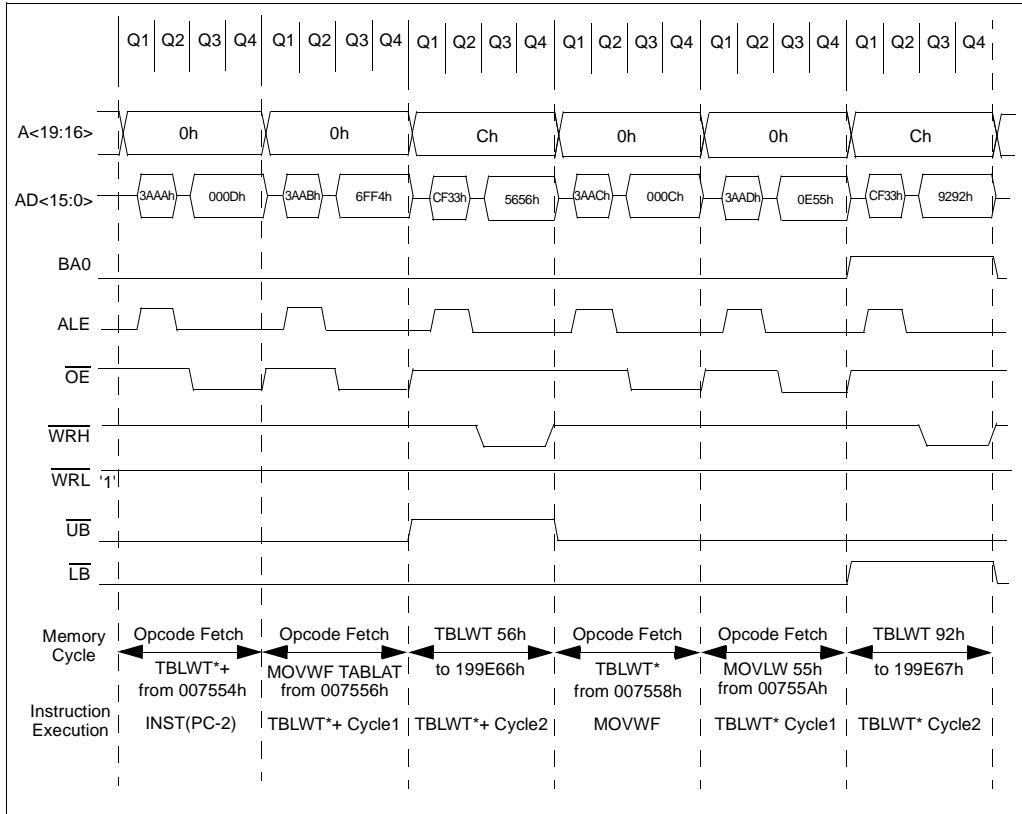 Q1 Q2 Q3 Q4 Q1 Q2 Q3 Q4 Q1 Q2 Q3 Q4 Q1 Q2 Q3 Q4 Q1 Q2 Q3 Q4 Q1 Q2 Q3 Q4
A<19:16> 0h 0h Ch 0h 0h Ch
AD<15:0> 3AAAh 000Dh 3AABh 6FF4h CF33h 5656h 3AACh 000Ch 3AADh 0E55h CF33h 9292h
BA0
ALE
OE
WRH
WRL '1'
UB
LB
Memory Cycle
Opcode Fetch
TBLWT*+
from 007554h
Opcode Fetch
MOVWF TABLAT
from 007556h
TBLWT 56h
to 199E66h
Opcode Fetch
TBLWT*
from 007558h
Opcode Fetch
MOVLW 55h
from 00755Ah
TBLWT 92h
to 199E67h
Instruction Execution
INST(PC-2) TBLWT*+ Cycle1 TBLWT*+ Cycle2 MOVWF TBLWT* Cycle1 TBLWT* Cycle2